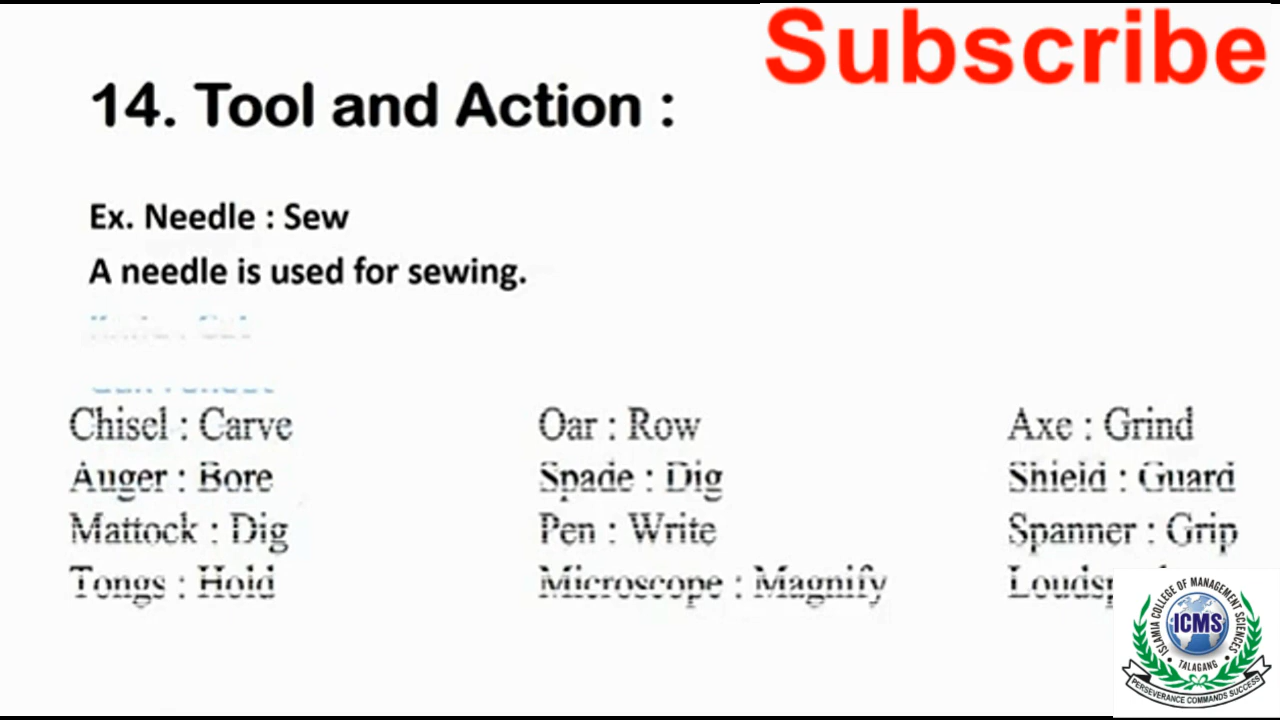 Subscribe
14. Tool and Action :
Ex. Needle : Sew
A needle is used for sewing.
Chisel : Carve Oar : Row Axe : Grind
Auger : Bore Spade : Dig Shield : Guard
Mattock : Dig Pen : Write Spanner : Grip
Tongs : Hold Microscope : Magnify
ISLAMIA COLLEGE OF MANAGEMENT SCIENCES
ICMS
TALAGANG
PERSEVERANCE COMMANDS SUCCESS